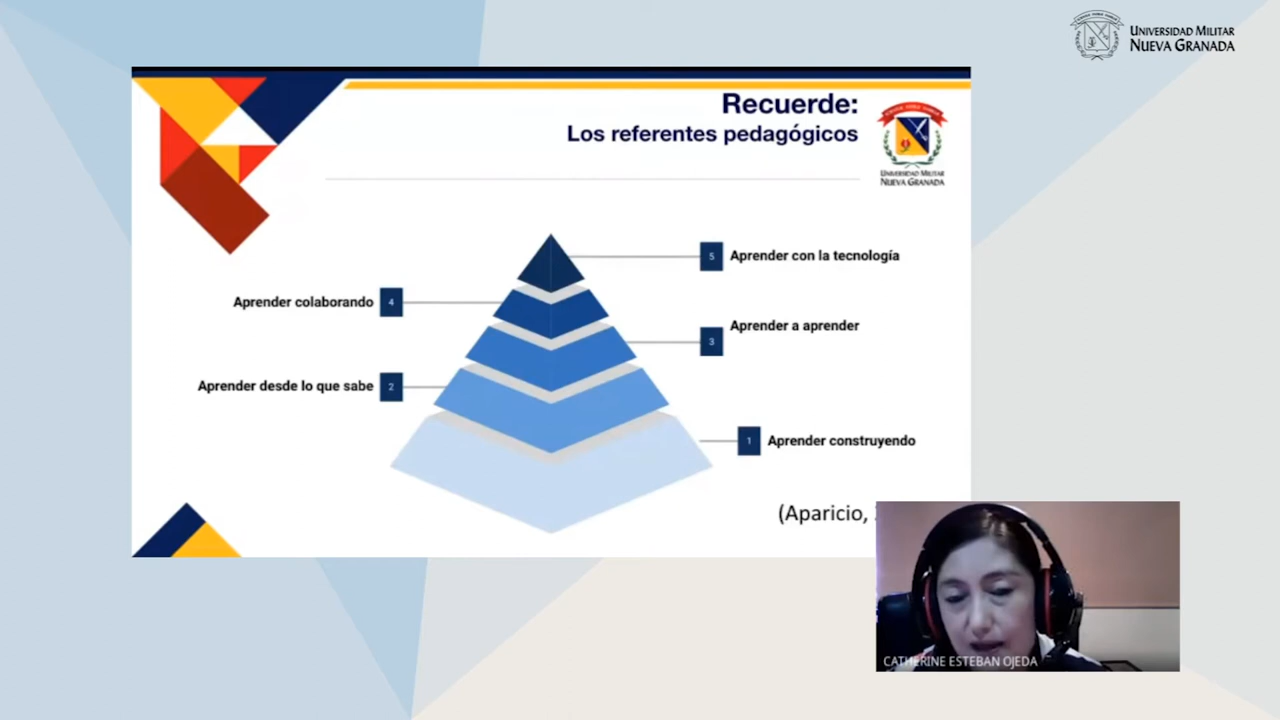 UNIVERSIDAD MILITAR
NUEVA GRANADA
Recuerde:
Los referentes pedagógicos
UNIVERSIDAD MILITAR
NUEVA GRANADA
5 Aprender con la tecnología
Aprender colaborando 4
Aprender a aprender
3
Aprender desde lo que sabe 2
1 Aprender construyendo
(Aparicio,
CATHERINE ESTEBAN OJEDA